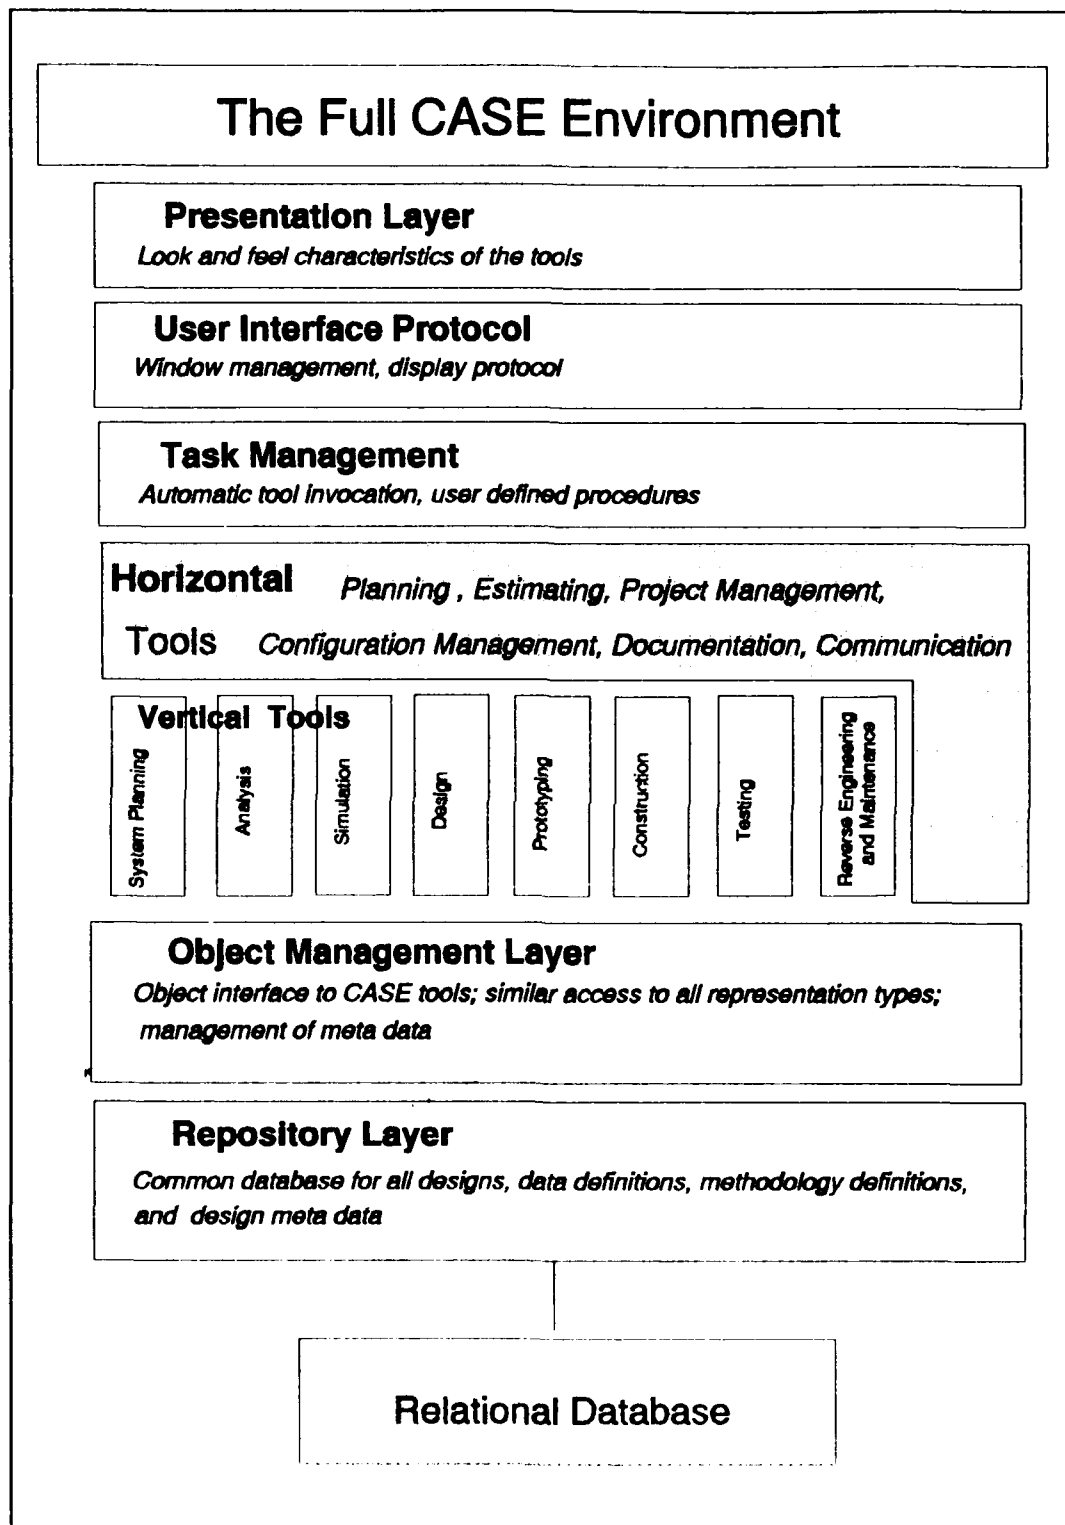 The Full CASE Environment
Presentation Layer
Look and feel characteristics of the tools
User Interface Protocol
Window management, display protocol
Task Management
Automatic tool invocation, user defined procedures
Horizontal Planning , Estimating, Project Management,
Tools Configuration Management, Documentation, Communication
Vertical Tools
System Planning
Analysis
Simulation
Design
Prototyping
Construction
Testing
Reverse Engineering
and Maintenance
Object Management Layer
Object interface to CASE tools; similar access to all representation types;
management of meta data
Repository Layer
Common database for all designs, data definitions, methodology definitions,
and design meta data
Relational Database